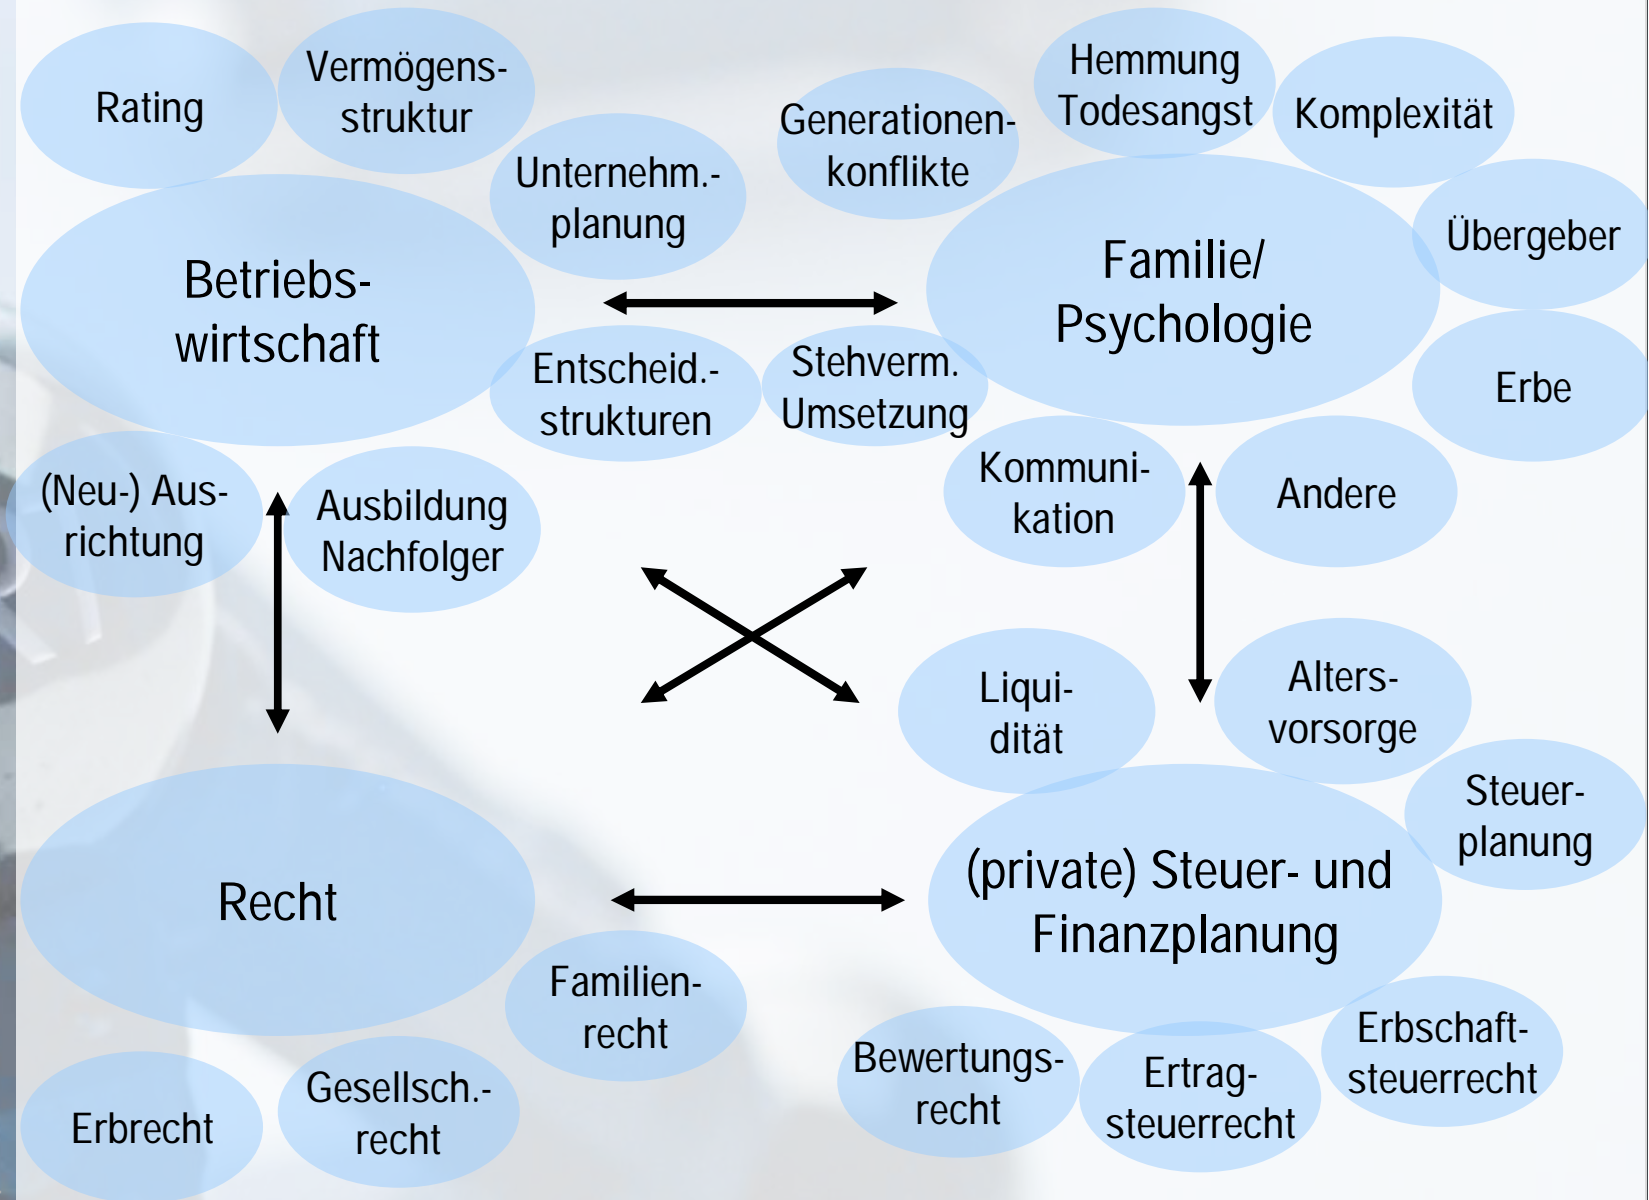 Rating
Vermögens-
struktur
Unternehm.-
planung
Betriebs-
wirtschaft
Entscheid.-
strukturen
(Neu-) Aus-
richtung
Ausbildung
Nachfolger
Generationen-
konflikte
Hemmung
Todesangst
Komplexität
Übergeber
Familie/
Psychologie
Erbe
Stehverm.
Umsetzung
Kommuni-
kation
Andere
Recht
Familien-
recht
Gesellsch.-
recht
Erbrecht
Liqui-
dität
Alters-
vorsorge
Steuer-
planung
(private) Steuer- und
Finanzplanung
Bewertungs-
recht
Ertrag-
steuerrecht
Erbschaft-
steuerrecht